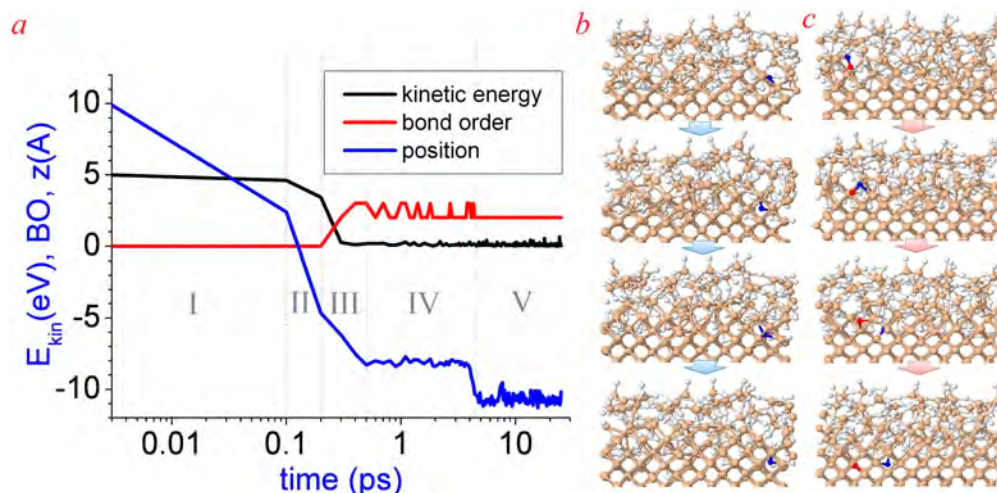 a
b
c
kinetic energy
bond order
position
10
5
0
-5
-10
E_kin(eV), BO, z(A)
I
II
III
IV
V
0.01
0.1
1
10
time (ps)